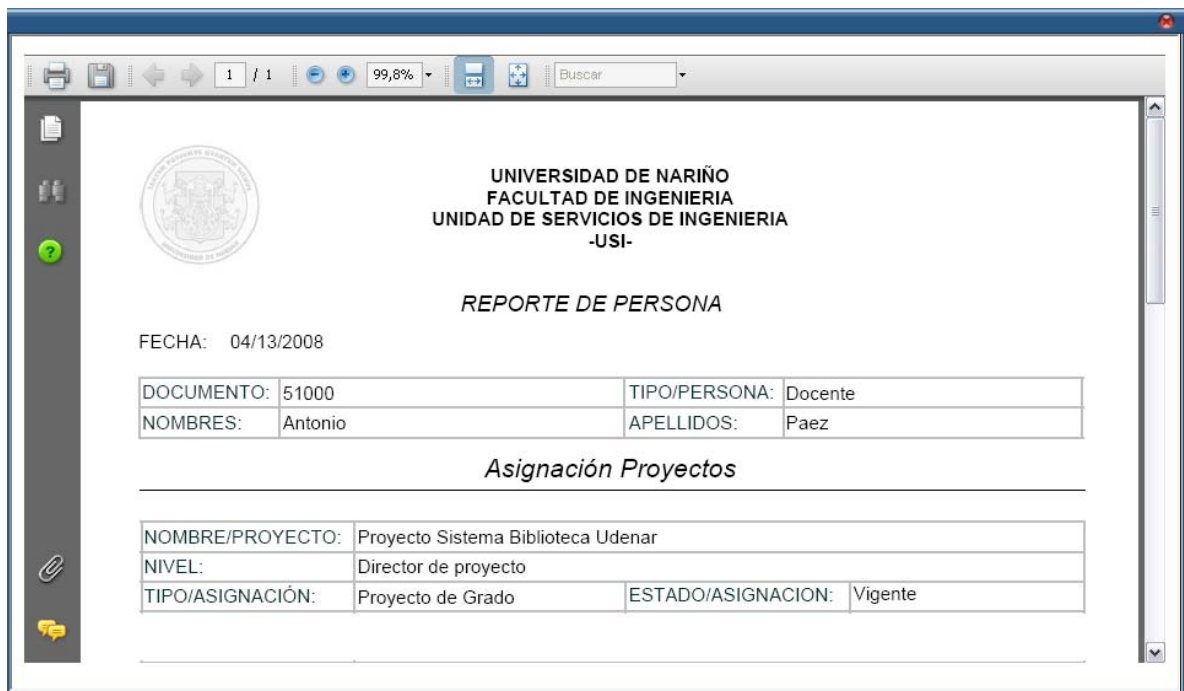 1 / 1 99,8% Buscar
UNIVERSIDAD DE NARIÑO
FACULTAD DE INGENIERIA
UNIDAD DE SERVICIOS DE INGENIERIA
-USI-
REPORTE DE PERSONA
FECHA: 04/13/2008
DOCUMENTO: 51000 TIPO/PERSONA: Docente
NOMBRES: Antonio APELLIDOS: Paez
Asignación Proyectos
NOMBRE/PROYECTO: Proyecto Sistema Biblioteca Udenar
NIVEL: Director de proyecto
TIPO/ASIGNACIÓN: Proyecto de Grado ESTADO/ASIGNACION: Vigente